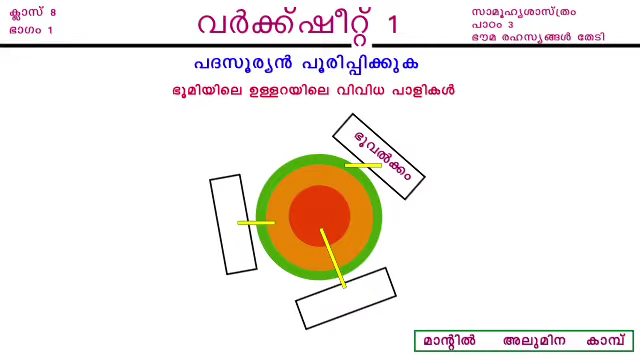 ക്ലാസ് 8
ഭാഗം 1
വർക്ക്ഷീറ്റ് 1
സാമൂഹ്യശാസ്ത്രം
പാഠം 3
ഭൗമ രഹസ്യങ്ങൾ തേടി
പദസൂര്യൻ പൂരിപ്പിക്കുക
ഭൂമിയിലെ ഉള്ളറയിലെ വിവിധ പാളികൾ
ഭൂവൽക്കം
മാന്റിൽ അലുമിന കാമ്പ്